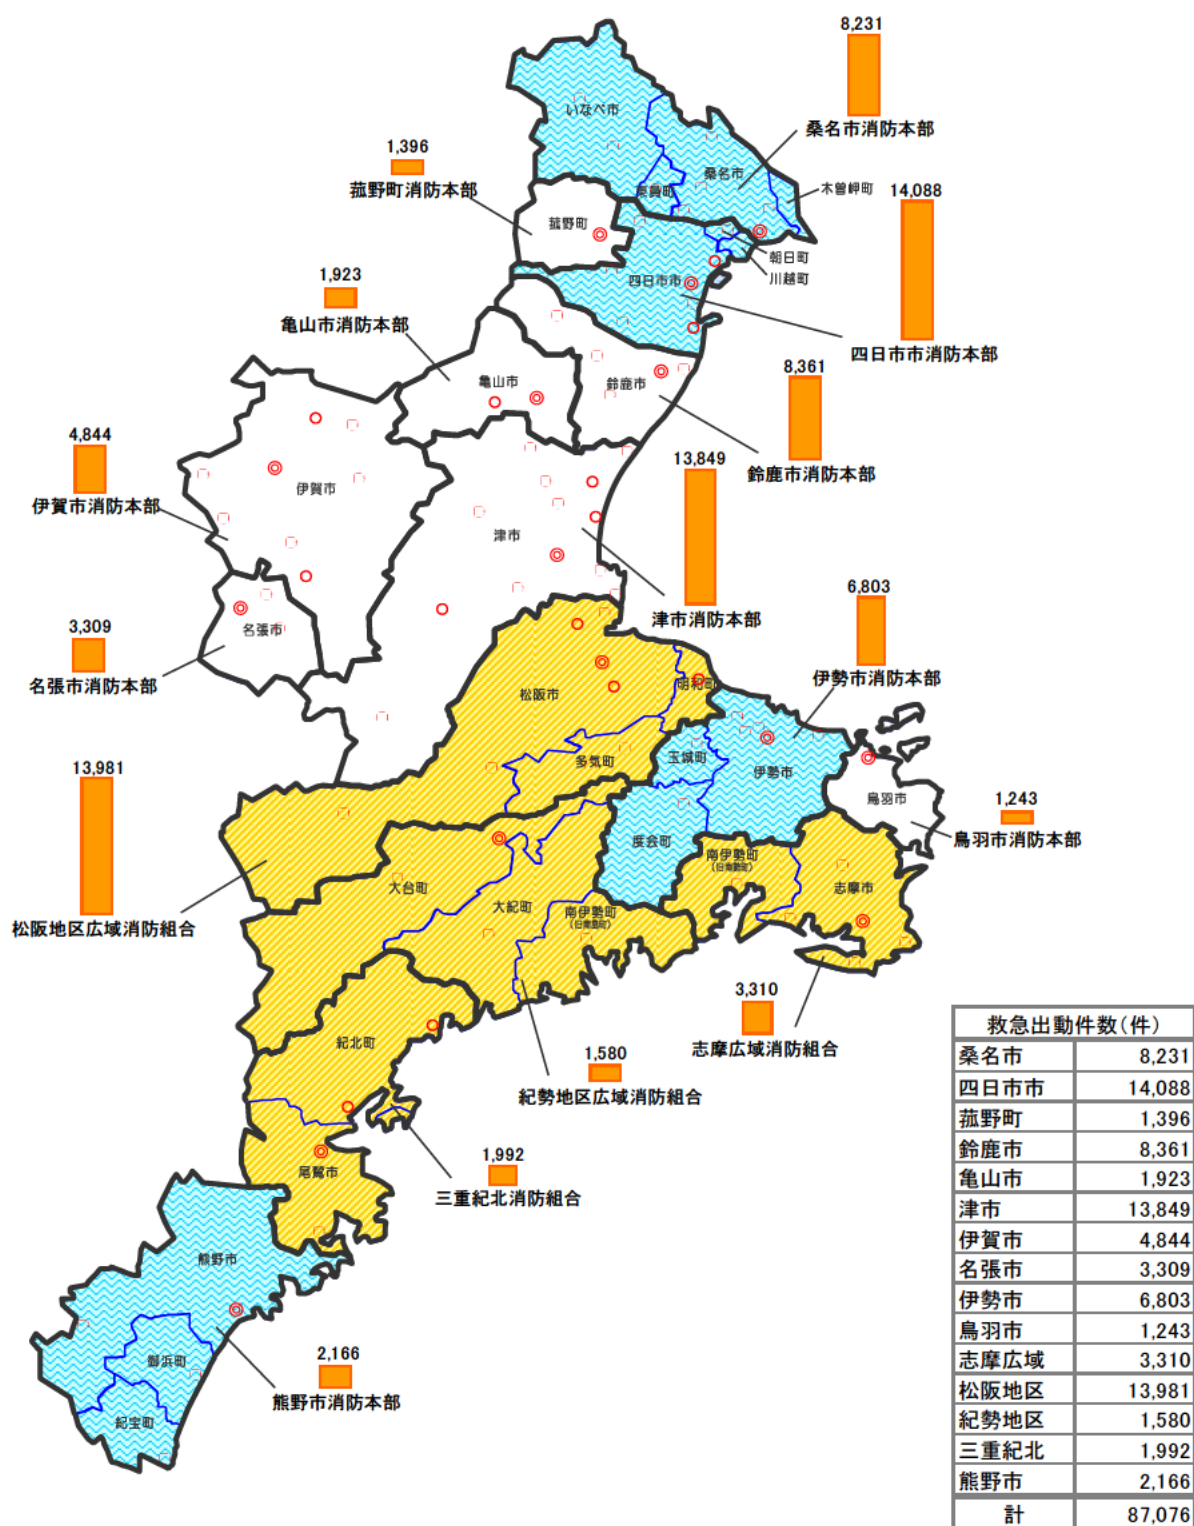 8,231
桑名市消防本部
いなべ市
1,396
菰野町消防本部
東員町
桑名市
木曽岬町
14,088
菰野町
朝日町
川越町
四日市市
四日市市消防本部
1,923
亀山市消防本部
亀山市
鈴鹿市
8,361
鈴鹿市消防本部
4,844
伊賀市消防本部
伊賀市
13,849
津市
津市消防本部
3,309
名張市消防本部
名張市
6,803
伊勢市消防本部
松阪市
明和町
多気町
玉城町
伊勢市
鳥羽市
1,243
鳥羽市消防本部
13,981
松阪地区広域消防組合
度会町
南伊勢町
(旧南勢町)
志摩市
大台町
大紀町
南伊勢町
(旧南島町)
3,310
志摩広域消防組合
紀北町
1,580
紀勢地区広域消防組合
1,992
三重紀北消防組合
尾鷲市
熊野市
御浜町
紀宝町
2,166
熊野市消防本部
救急出動件数(件)
桑名市 8,231
四日市市 14,088
菰野町 1,396
鈴鹿市 8,361
亀山市 1,923
津市 13,849
伊賀市 4,844
名張市 3,309
伊勢市 6,803
鳥羽市 1,243
志摩広域 3,310
松阪地区 13,981
紀勢地区 1,580
三重紀北 1,992
熊野市 2,166
計 87,076